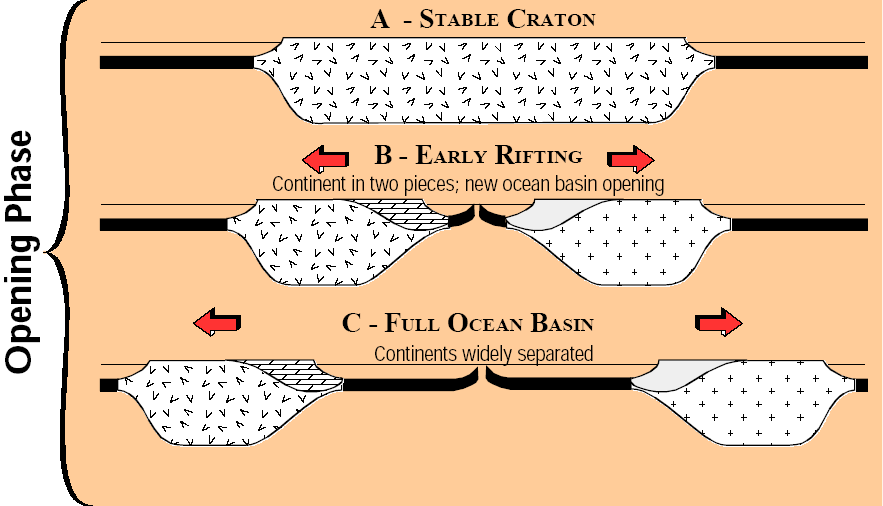 Opening Phase
A - STABLE CRATON
B - EARLY RIFTING
Continent in two pieces; new ocean basin opening
C - FULL OCEAN BASIN
Continents widely separated